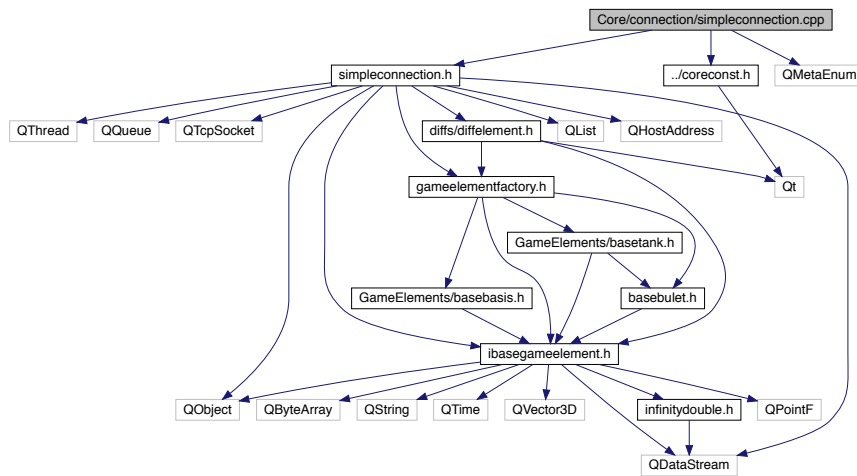 Core/connection/simpleconnection.cpp
simpleconnection.h
../coreconst.h
QMetaEnum
QThread
QQueue
QTcpSocket
diffs/diffelement.h
QList
QHostAddress
gameelementfactory.h
Qt
GameElements/basetank.h
GameElements/basebasis.h
basebulet.h
ibasegameelement.h
QObject
QByteArray
QString
QTime
QVector3D
infinitydouble.h
QPointF
QDataStream